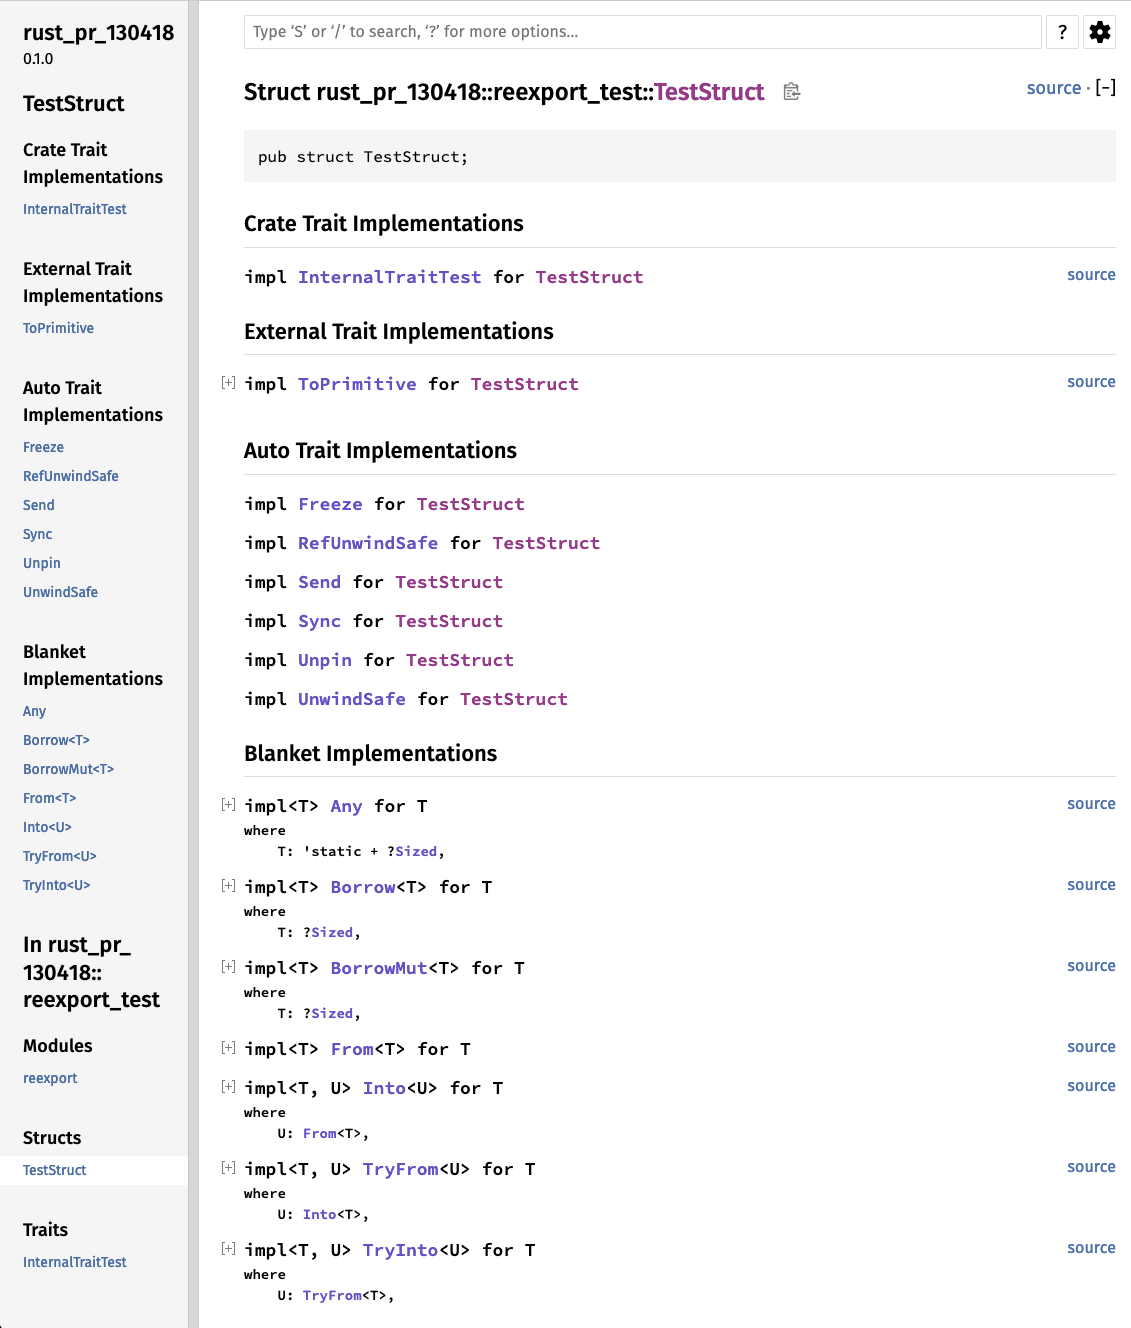 rust_pr_130418
0.1.0
TestStruct
Crate Trait
Implementations
InternalTraitTest
External Trait
Implementations
ToPrimitive
Auto Trait
Implementations
Freeze
RefUnwindSafe
Send
Sync
Unpin
UnwindSafe
Blanket
Implementations
Any
Borrow<T>
BorrowMut<T>
From<T>
Into<U>
TryFrom<U>
TryInto<U>
In rust_pr_
130418::
reexport_test
Modules
reexport
Structs
TestStruct
Traits
InternalTraitTest
Type ‘S’ or ‘/’ to search, ‘?’ for more options…
?
Struct rust_pr_130418::reexport_test::TestStruct
source · [−]
pub struct TestStruct;
Crate Trait Implementations
impl InternalTraitTest for TestStruct source
External Trait Implementations
[+] impl ToPrimitive for TestStruct source
Auto Trait Implementations
impl Freeze for TestStruct
impl RefUnwindSafe for TestStruct
impl Send for TestStruct
impl Sync for TestStruct
impl Unpin for TestStruct
impl UnwindSafe for TestStruct
Blanket Implementations
[+] impl<T> Any for T source
where
T: 'static + ?Sized,
[+] impl<T> Borrow<T> for T source
where
T: ?Sized,
[+] impl<T> BorrowMut<T> for T source
where
T: ?Sized,
[+] impl<T> From<T> for T source
[+] impl<T, U> Into<U> for T source
where
U: From<T>,
[+] impl<T, U> TryFrom<U> for T source
where
U: Into<T>,
[+] impl<T, U> TryInto<U> for T source
where
U: TryFrom<T>,